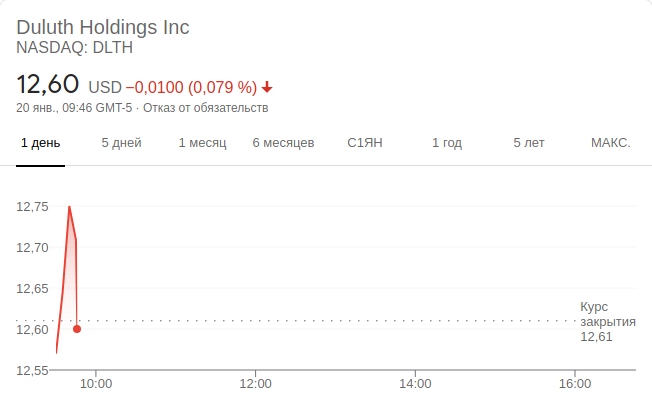 Duluth Holdings Inc
NASDAQ: DLTH
12,60 USD −0,0100 (0,079 %)
20 янв., 09:46 GMT-5 · Отказ от обязательств
1 день 5 дней 1 месяц 6 месяцев С1ЯН 1 год 5 лет МАКС.
12,75
12,70
12,65
12,60
12,55
Курс
закрытия
12,61
10:00 12:00 14:00 16:00